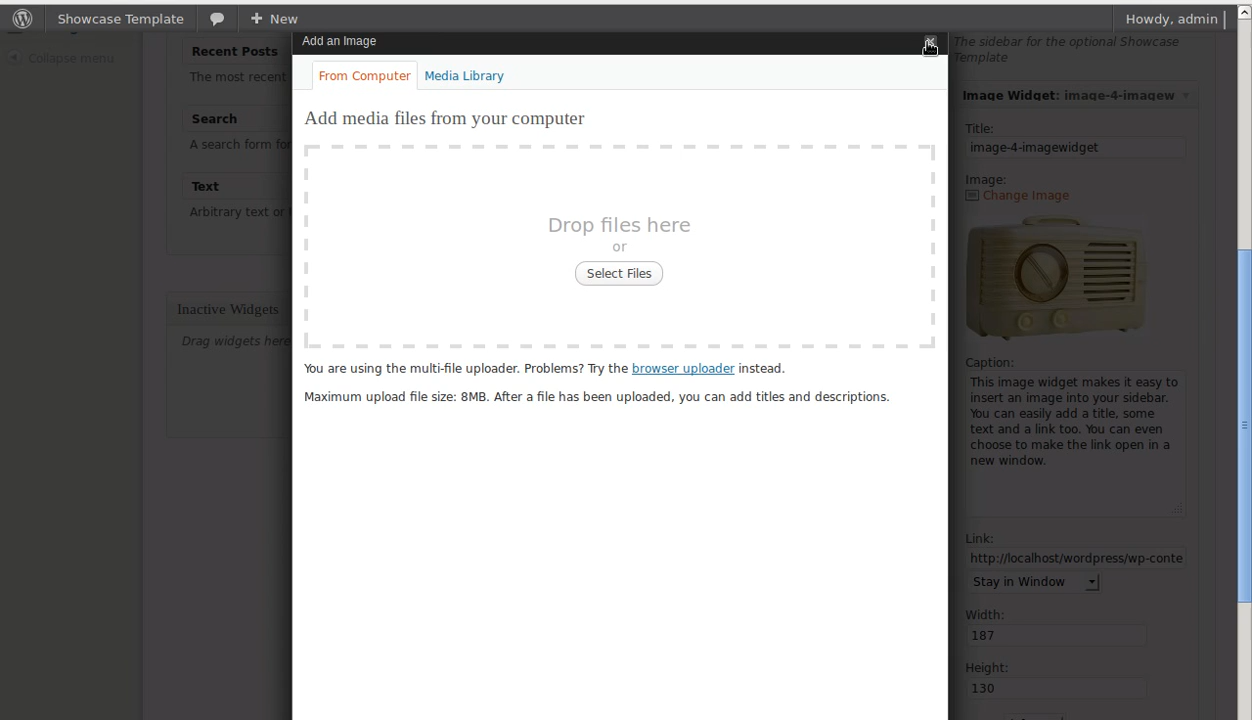 Showcase Template
+ New
Howdy, admin
Collapse menu
Recent Posts
The most recent
Search
A search form for
Text
Arbitrary text or
Inactive Widgets
Drag widgets here
Add an Image
From Computer
Media Library
Add media files from your computer
Drop files here
or
Select Files
You are using the multi-file uploader. Problems? Try the browser uploader instead.
Maximum upload file size: 8MB. After a file has been uploaded, you can add titles and descriptions.
The sidebar for the optional Showcase
Template
Image Widget: image-4-imagew
Title:
image-4-imagewidget
Image:
Change Image
Caption:
This image widget makes it easy to
insert an image into your sidebar.
You can easily add a title, some
text and a link too. You can even
choose to make the link open in a
new window.
Link:
http://localhost/wordpress/wp-conte
Stay in Window
Width:
187
Height:
130